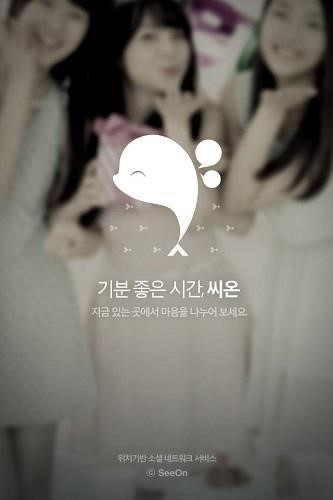 기분 좋은 시간, 씨온
지금 있는 곳에서 마음을 나누어 보세요.
위치기반 소셜 네트워크 서비스
ⓒ SeeOn